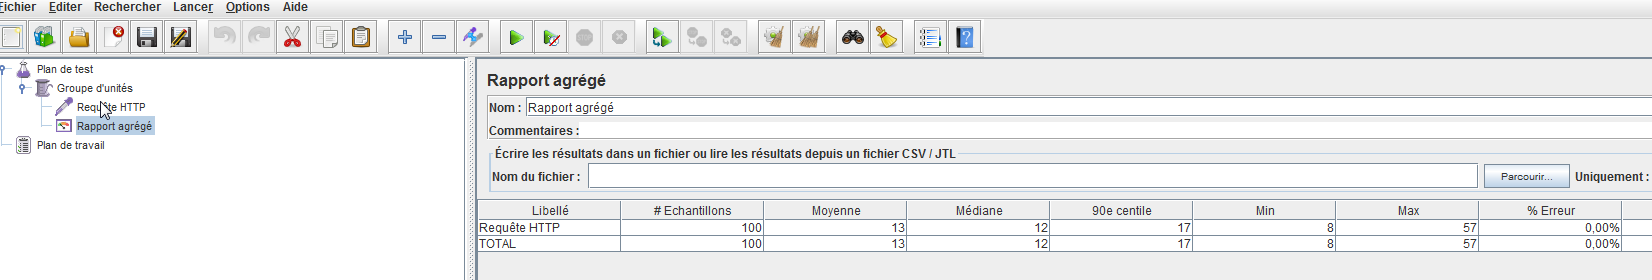 Fichier Editer Rechercher Lancer Options Aide
Plan de test
Groupe d'unités
Requête HTTP
Rapport agrégé
Plan de travail
Rapport agrégé
Nom : Rapport agrégé
Commentaires :
Écrire les résultats dans un fichier ou lire les résultats depuis un fichier CSV / JTL
Nom du fichier : Parcourir... Uniquement :
Libellé # Echantillons Moyenne Médiane 90e centile Min Max % Erreur
Requête HTTP 100 13 12 17 8 57 0,00%
TOTAL 100 13 12 17 8 57 0,00%